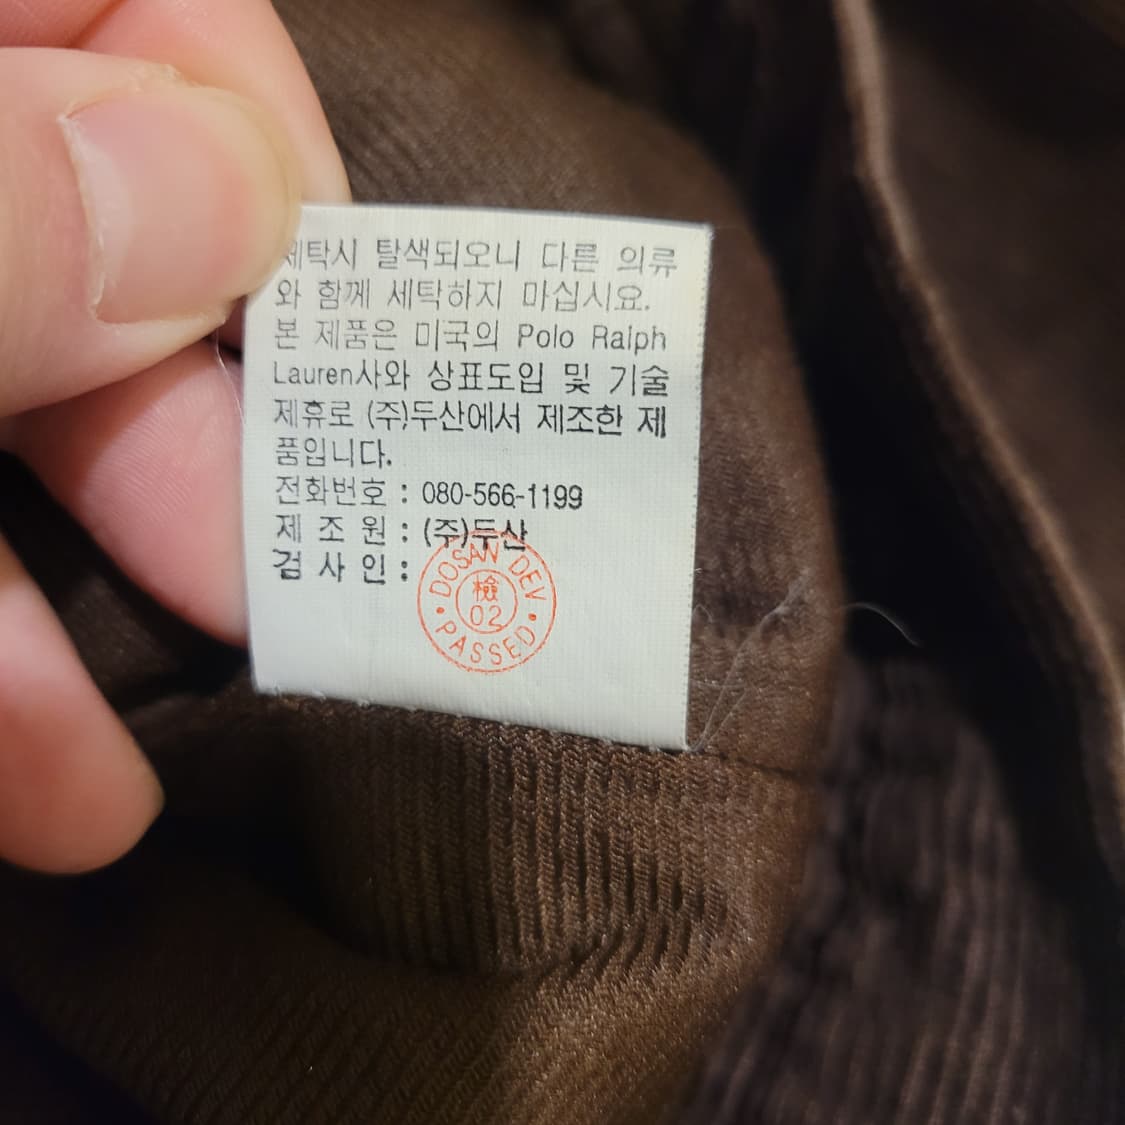 세탁시 탈색되오니 다른 의류
와 함께 세탁하지 마십시요.
본 제품은 미국의 Polo Ralph
Lauren사와 상표도입 및 기술
제휴로 (주)두산에서 제조한 제
품입니다.
전화번호 : 080-566-1199
제 조 원 : (주)두산
검 사 인 :
DOSAN DEV
檢
02
PASSED